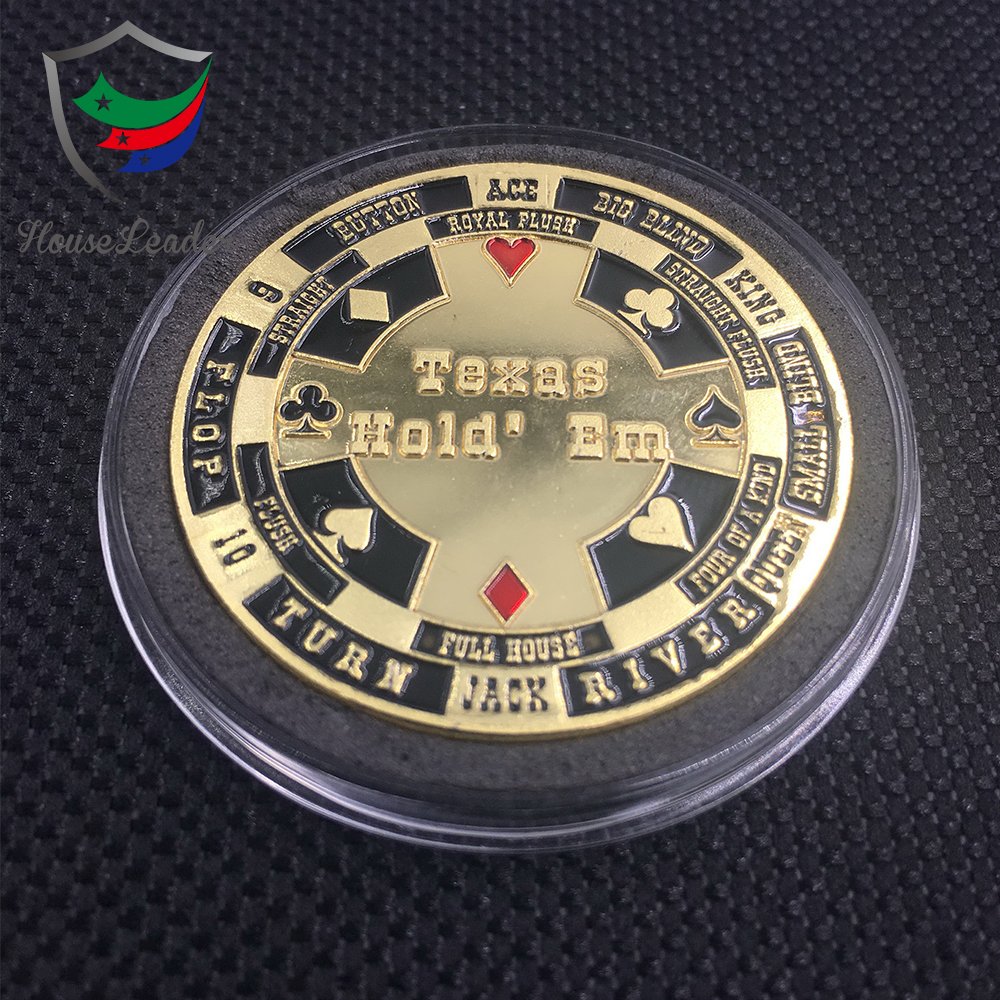 HouseLeade
ACE
BIG BLIND
KING
SMALL BLIND
QUEEN
RIVER
JACK
TURN
10
FLOP
9
BUTTON
ROYAL FLUSH
STRAIGHT FLUSH
FOUR OF A KIND
FULL HOUSE
FLUSH
STRAIGHT
Texas
Hold' Em